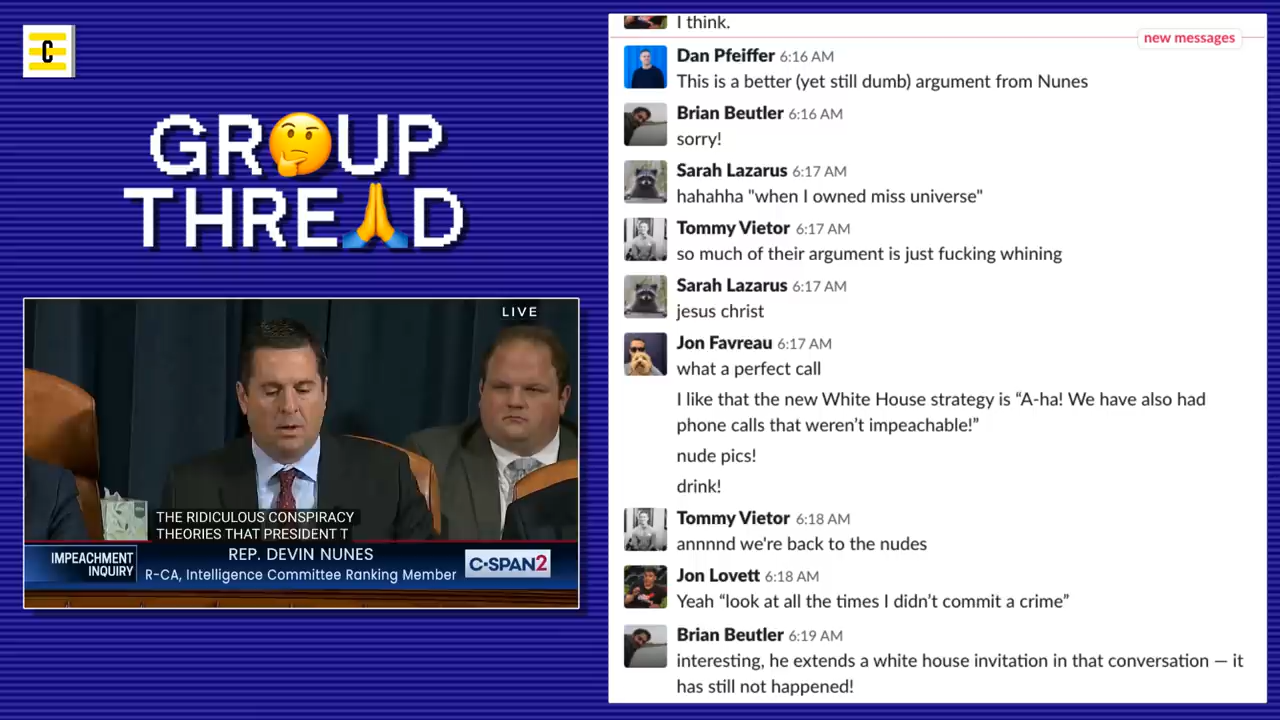 C
GR🤔UP
THRE🙏D
LIVE
THE RIDICULOUS CONSPIRACY
THEORIES THAT PRESIDENT T
IMPEACHMENT
INQUIRY
REP. DEVIN NUNES
R-CA, Intelligence Committee Ranking Member
C-SPAN2
I think.
new messages
Dan Pfeiffer 6:16 AM
This is a better (yet still dumb) argument from Nunes
Brian Beutler 6:16 AM
sorry!
Sarah Lazarus 6:17 AM
hahahha "when I owned miss universe"
Tommy Vietor 6:17 AM
so much of their argument is just fucking whining
Sarah Lazarus 6:17 AM
jesus christ
Jon Favreau 6:17 AM
what a perfect call
I like that the new White House strategy is “A-ha! We have also had
phone calls that weren’t impeachable!”
nude pics!
drink!
Tommy Vietor 6:18 AM
annnnd we're back to the nudes
Jon Lovett 6:18 AM
Yeah “look at all the times I didn’t commit a crime”
Brian Beutler 6:19 AM
interesting, he extends a white house invitation in that conversation — it
has still not happened!